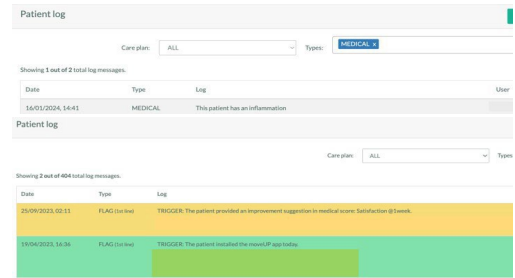 Patient log
Care plan: ALL Types: MEDICAL x
Showing 1 out of 2 total log messages.
Date Type Log User
16/01/2024, 14:41 MEDICAL This patient has an inflammation
Patient log
Care plan: ALL Types:
Showing 2 out of 404 total log messages.
Date Type Log
25/09/2023, 02:11 FLAG (1st line) TRIGGER: The patient provided an improvement suggestion in medical score: Satisfaction @1week.
19/04/2023, 16:36 FLAG (1st line) TRIGGER: The patient installed the moveUP app today.